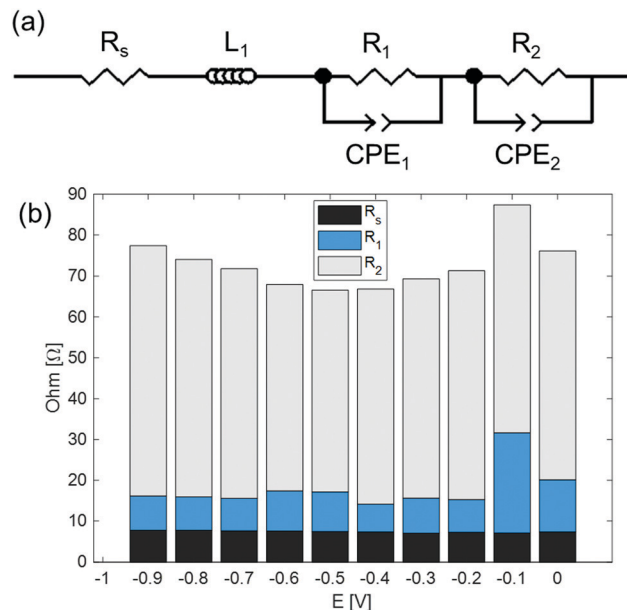 (a)
Rs L1 R1 R2
CPE1 CPE2
(b)
90
80
70
60
50
40
30
20
10
0
Ohm [Ω]
Rs
R1
R2
-1 -0.9 -0.8 -0.7 -0.6 -0.5 -0.4 -0.3 -0.2 -0.1 0
E [V]